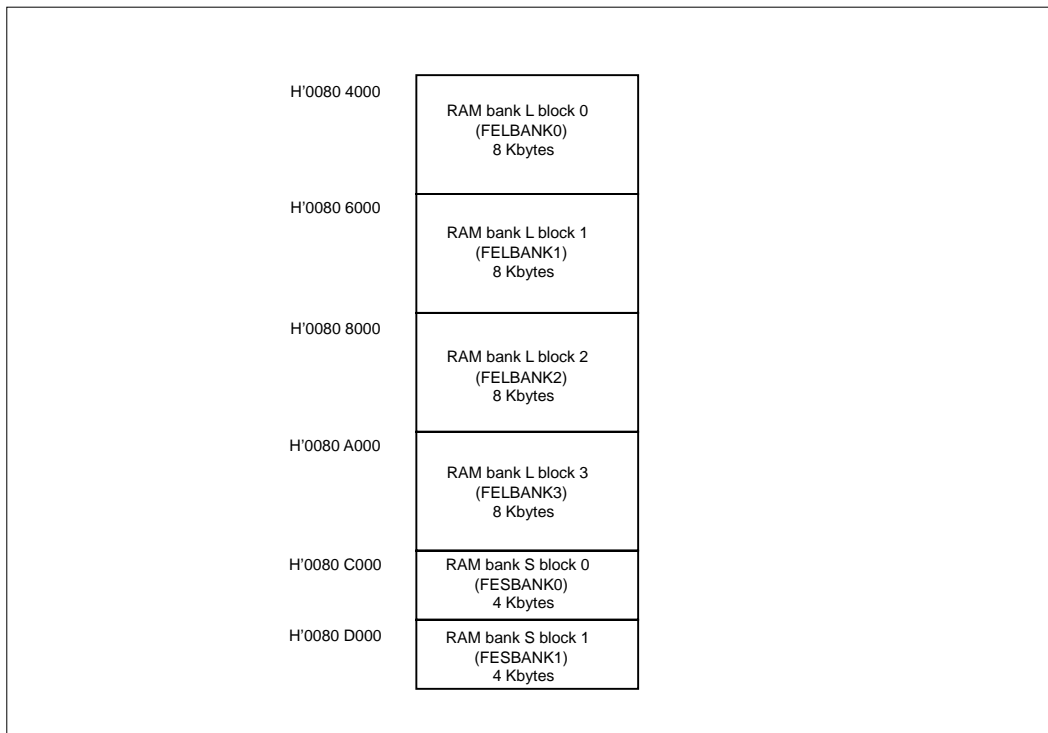 H'0080 4000
RAM bank L block 0
(FELBANK0)
8 Kbytes
H'0080 6000
RAM bank L block 1
(FELBANK1)
8 Kbytes
H'0080 8000
RAM bank L block 2
(FELBANK2)
8 Kbytes
H'0080 A000
RAM bank L block 3
(FELBANK3)
8 Kbytes
H'0080 C000
RAM bank S block 0
(FESBANK0)
4 Kbytes
H'0080 D000
RAM bank S block 1
(FESBANK1)
4 Kbytes